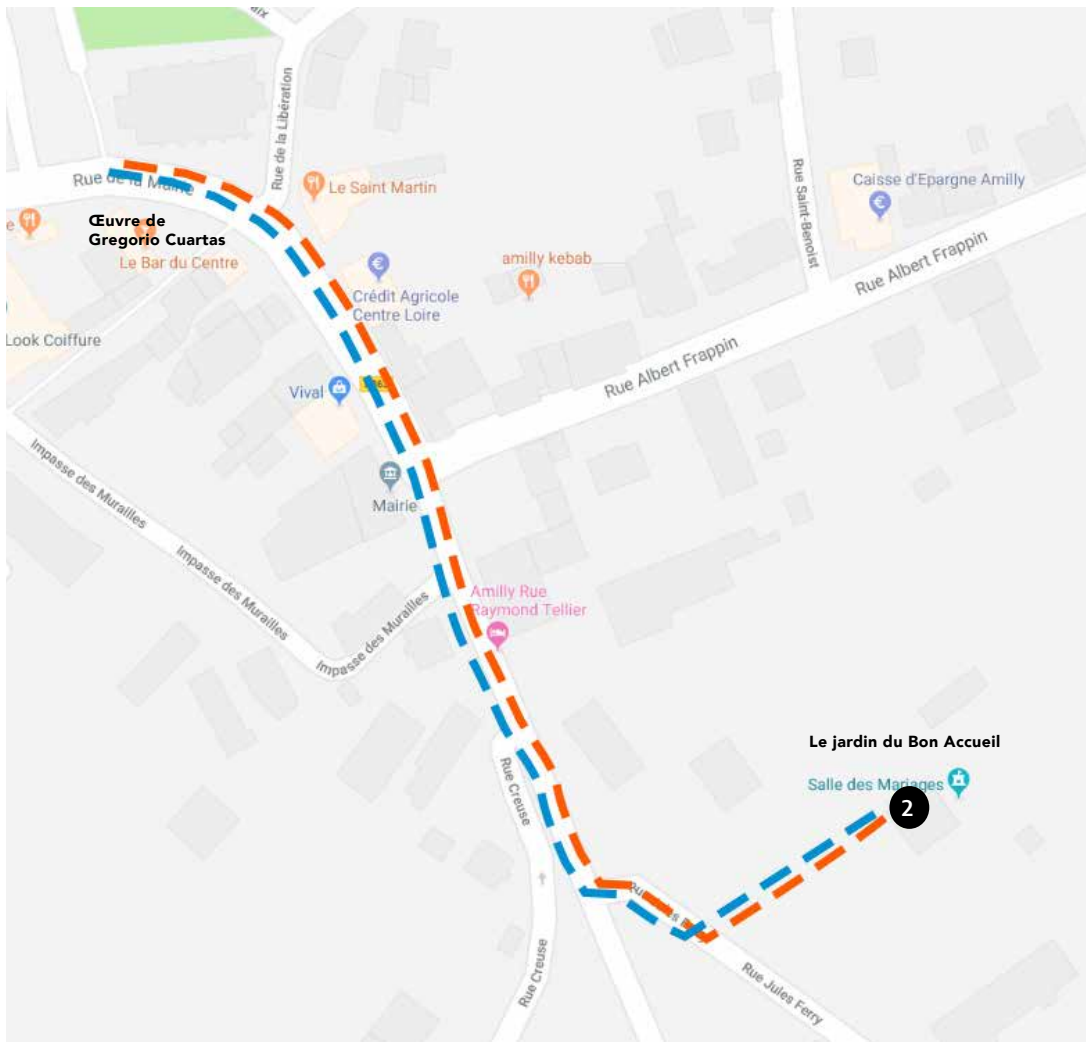 aix
Rue de la Libération
Rue de la Mairie
Le Saint Martin
Œuvre de
Gregorio Cuartas
Le Bar du Centre
e
Look Coiffure
Crédit Agricole
Centre Loire
amilly kebab
Rue Saint-Benoist
Caisse d'Epargne Amilly
Rue Albert Frappin
Rue Albert Frappin
Vival
Mairie
Impasse des Murailles
Impasse des Murailles
Impasse des Murailles
Amilly Rue
Raymond Tellier
Rue Creuse
Rue Creuse
Le jardin du Bon Accueil
Salle des Mariages
2
Rue Jules Ferry